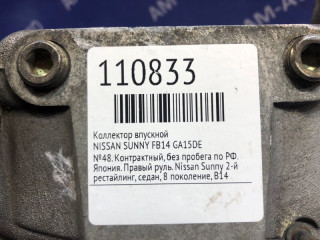 110833
Коллектор впускной
NISSAN SUNNY FB14 GA15DE
№48. Контрактный, без пробега по РФ.
Япония. Правый руль. Nissan Sunny 2-й
рестайлинг, седан, 8 поколение, B14